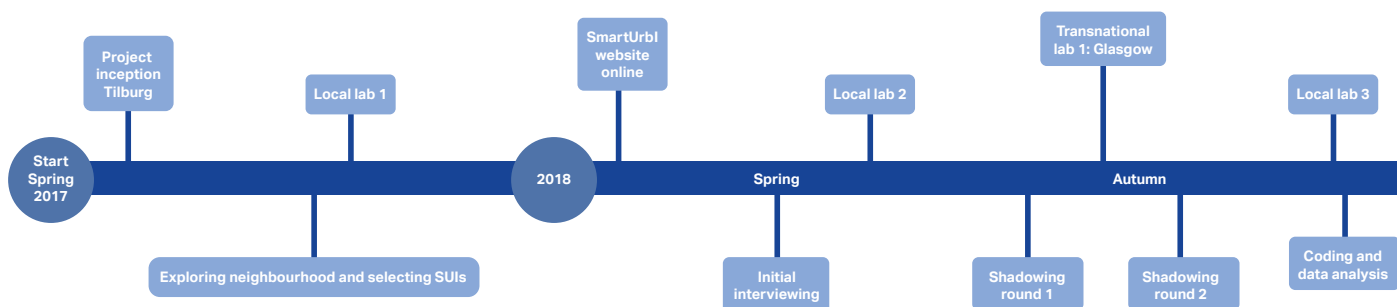 Project
inception
Tilburg
Local lab 1
SmartUrbI
website
online
Local lab 2
Transnational
lab 1: Glasgow
Local lab 3
Start
Spring
2017
2018
Spring
Autumn
Exploring neighbourhood and selecting SUIs
Initial
interviewing
Shadowing
round 1
Shadowing
round 2
Coding and
data analysis